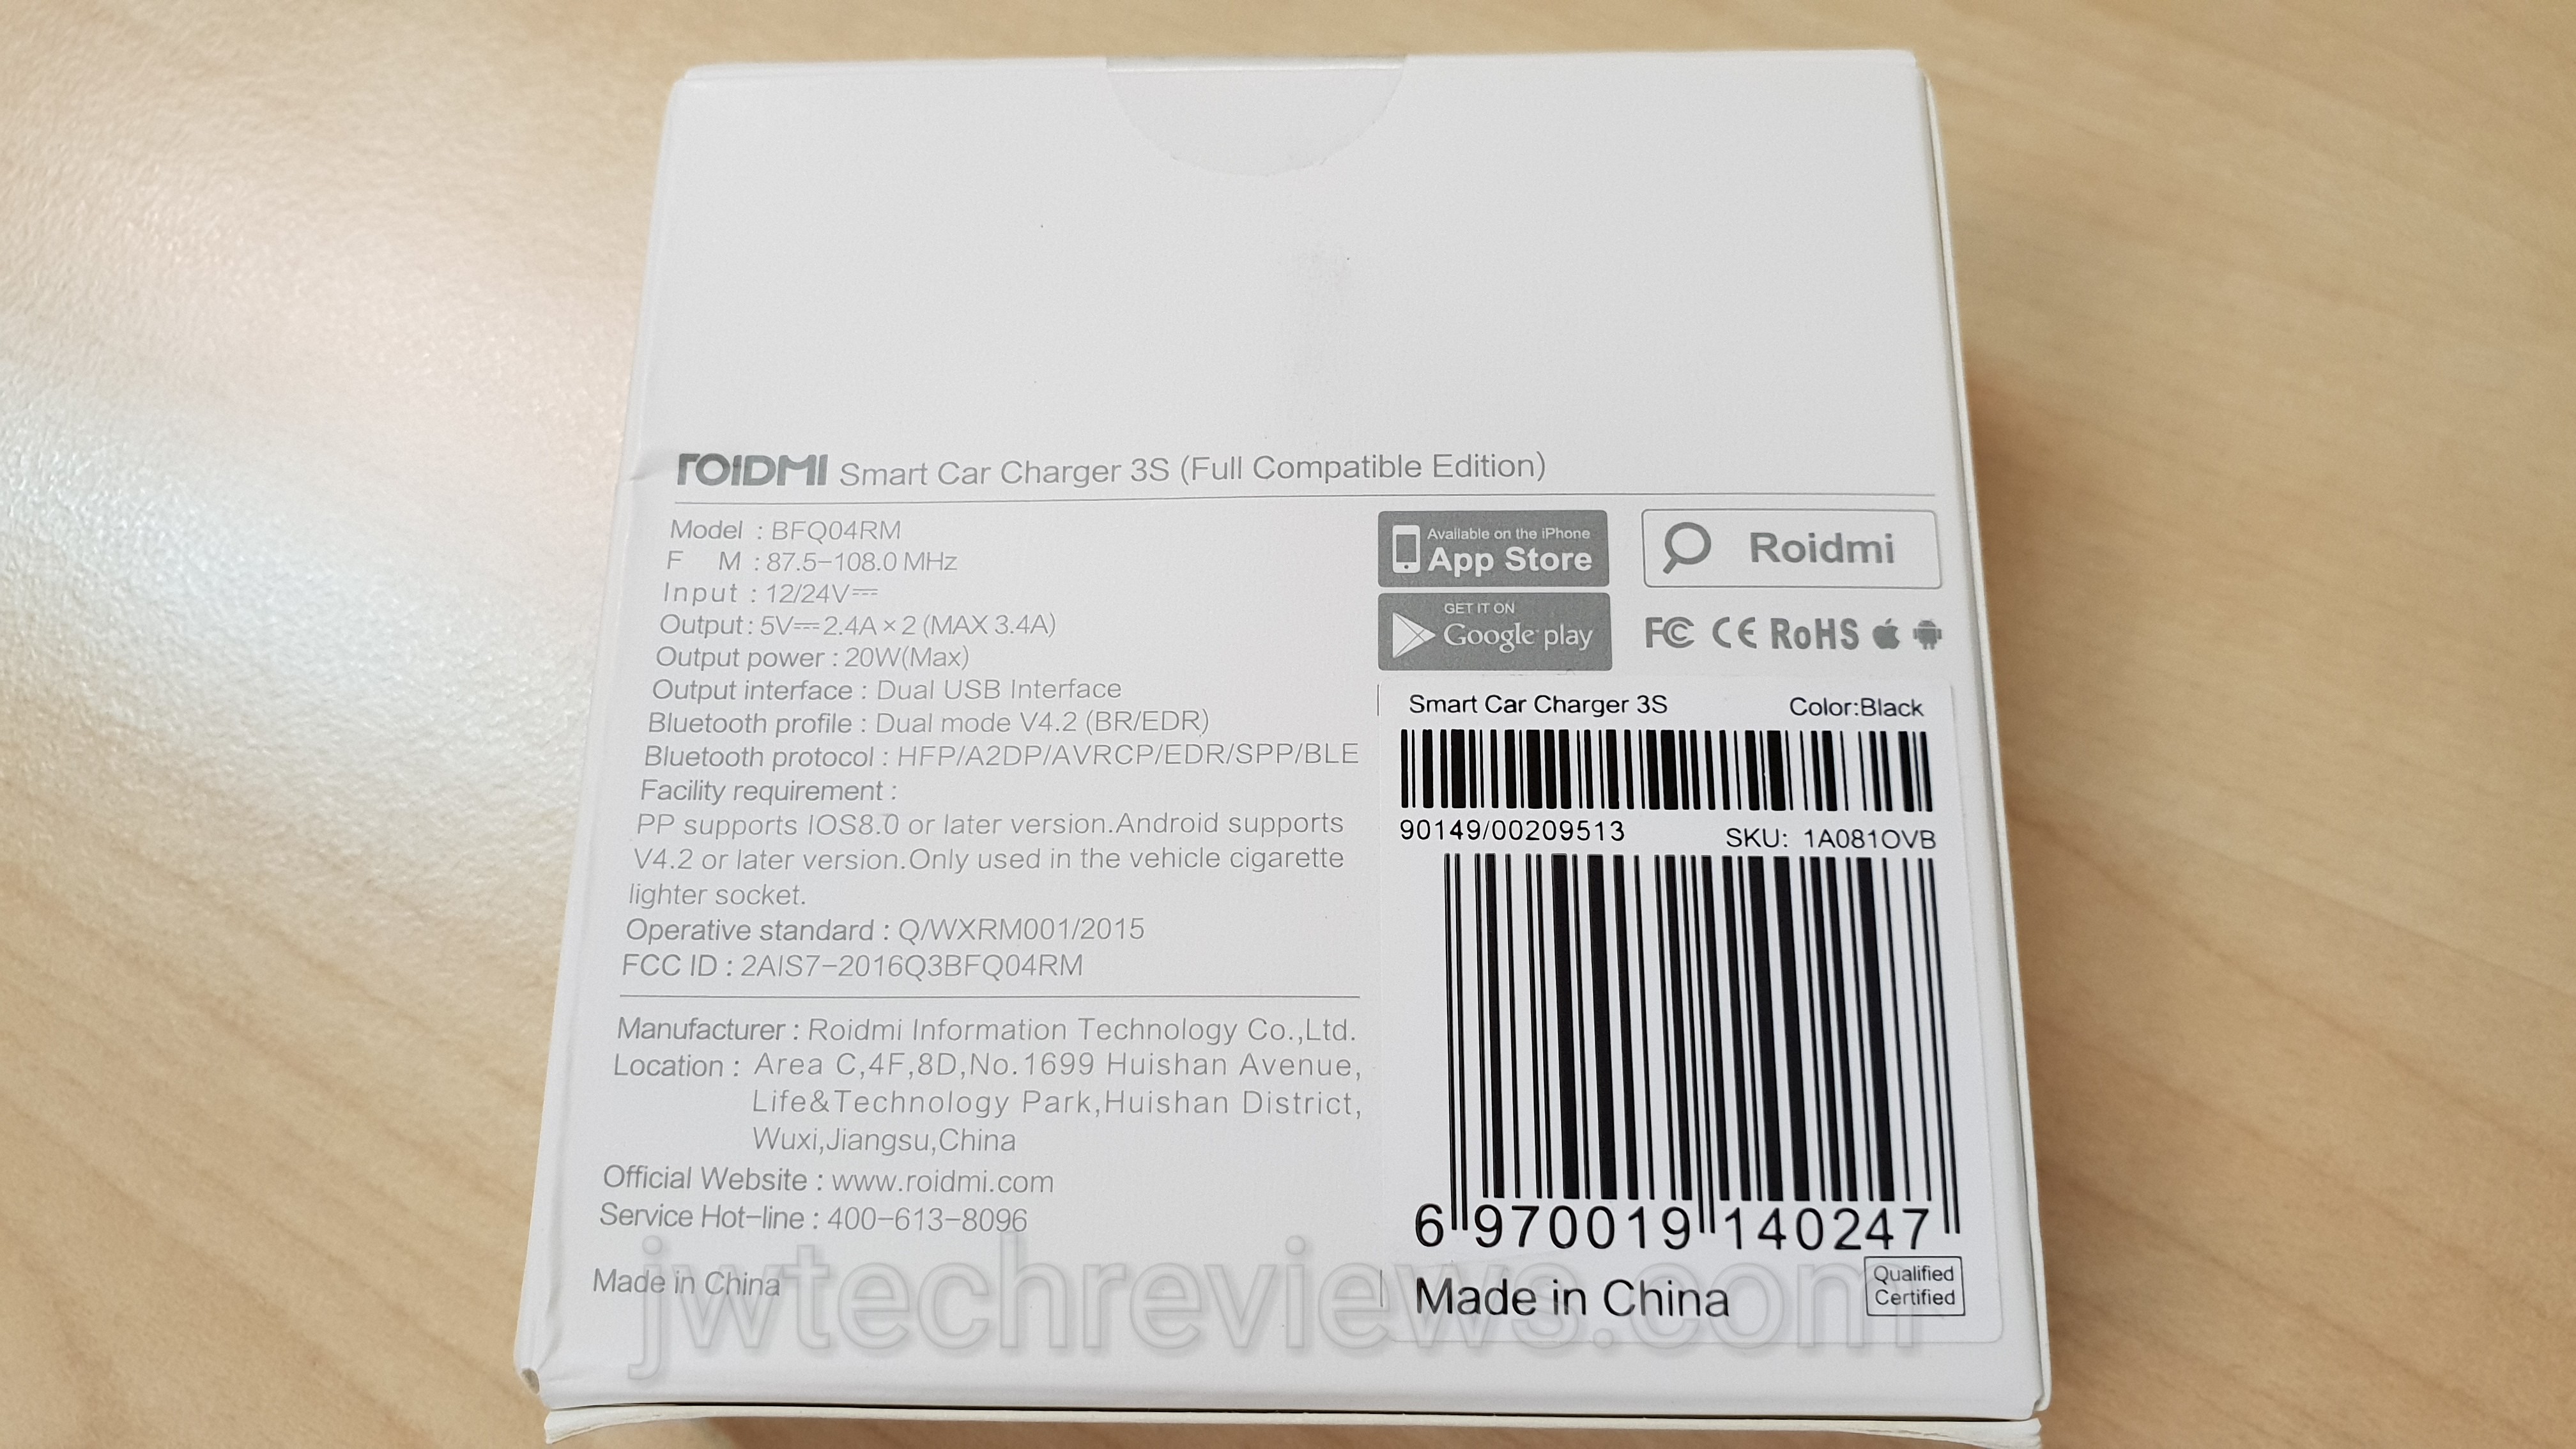 ROIDMI Smart Car Charger 3S (Full Compatible Edition)
Model : BFQ04RM
F M : 87.5-108.0 MHz
Input : 12/24V⎓
Output : 5V⎓2.4A × 2 (MAX 3.4A)
Output power : 20W(Max)
Output interface : Dual USB Interface
Bluetooth profile : Dual mode V4.2 (BR/EDR)
Bluetooth protocol : HFP/A2DP/AVRCP/EDR/SPP/BLE
Facility requirement :
PP supports IOS8.0 or later version.Android supports
V4.2 or later version.Only used in the vehicle cigarette
lighter socket.
Operative standard : Q/WXRM001/2015
FCC ID : 2AIS7-2016Q3BFQ04RM
Manufacturer : Roidmi Information Technology Co.,Ltd.
Location : Area C,4F,8D,No.1699 Huishan Avenue,
Life&Technology Park,Huishan District,
Wuxi,Jiangsu,China
Official Website : www.roidmi.com
Service Hot-line : 400-613-8096
Made in China
Available on the iPhone
App Store
Roidmi
GET IT ON
Google play
FC CE RoHS
Smart Car Charger 3S Color:Black
90149/00209513 SKU: 1A081OVB
6 970019 140247
Made in China
Qualified
Certified
jwtechreviews.com